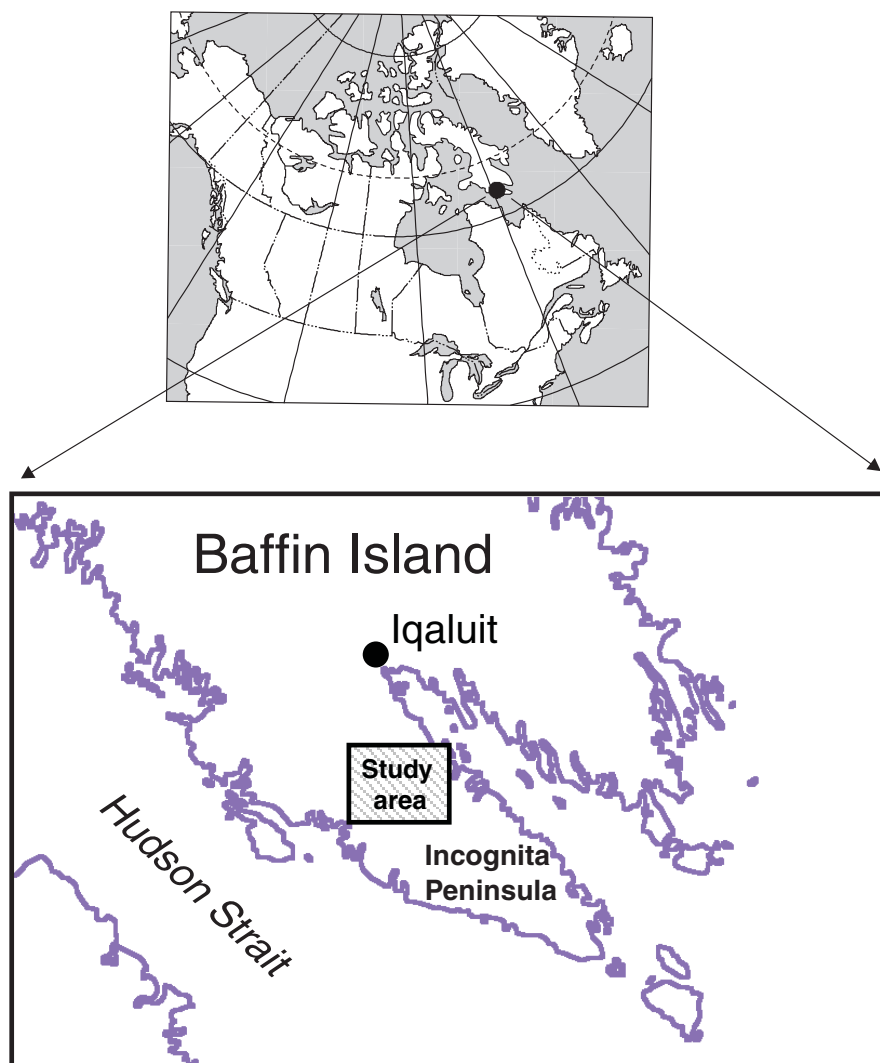 Baffin Island
Iqaluit
Study
area
Incognita
Peninsula
Hudson Strait